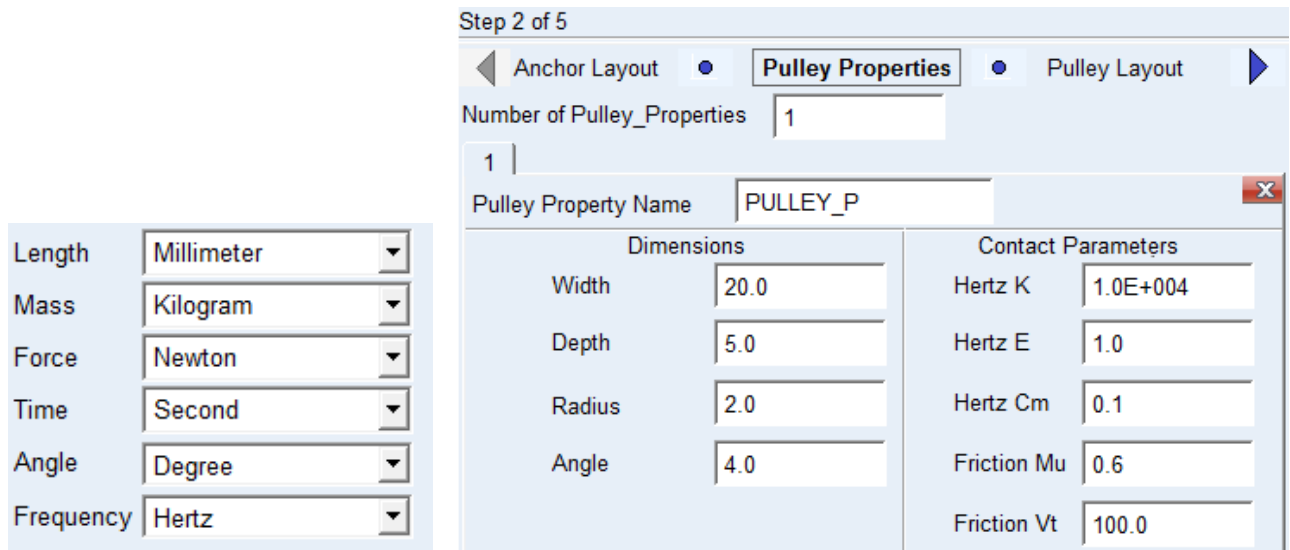 Length Millimeter
Mass Kilogram
Force Newton
Time Second
Angle Degree
Frequency Hertz
Step 2 of 5
Anchor Layout Pulley Properties Pulley Layout
Number of Pulley_Properties 1
1
Pulley Property Name PULLEY_P
Dimensions Contact Parameters
Width 20.0 Hertz K 1.0E+004
Depth 5.0 Hertz E 1.0
Radius 2.0 Hertz Cm 0.1
Angle 4.0 Friction Mu 0.6
Friction Vt 100.0